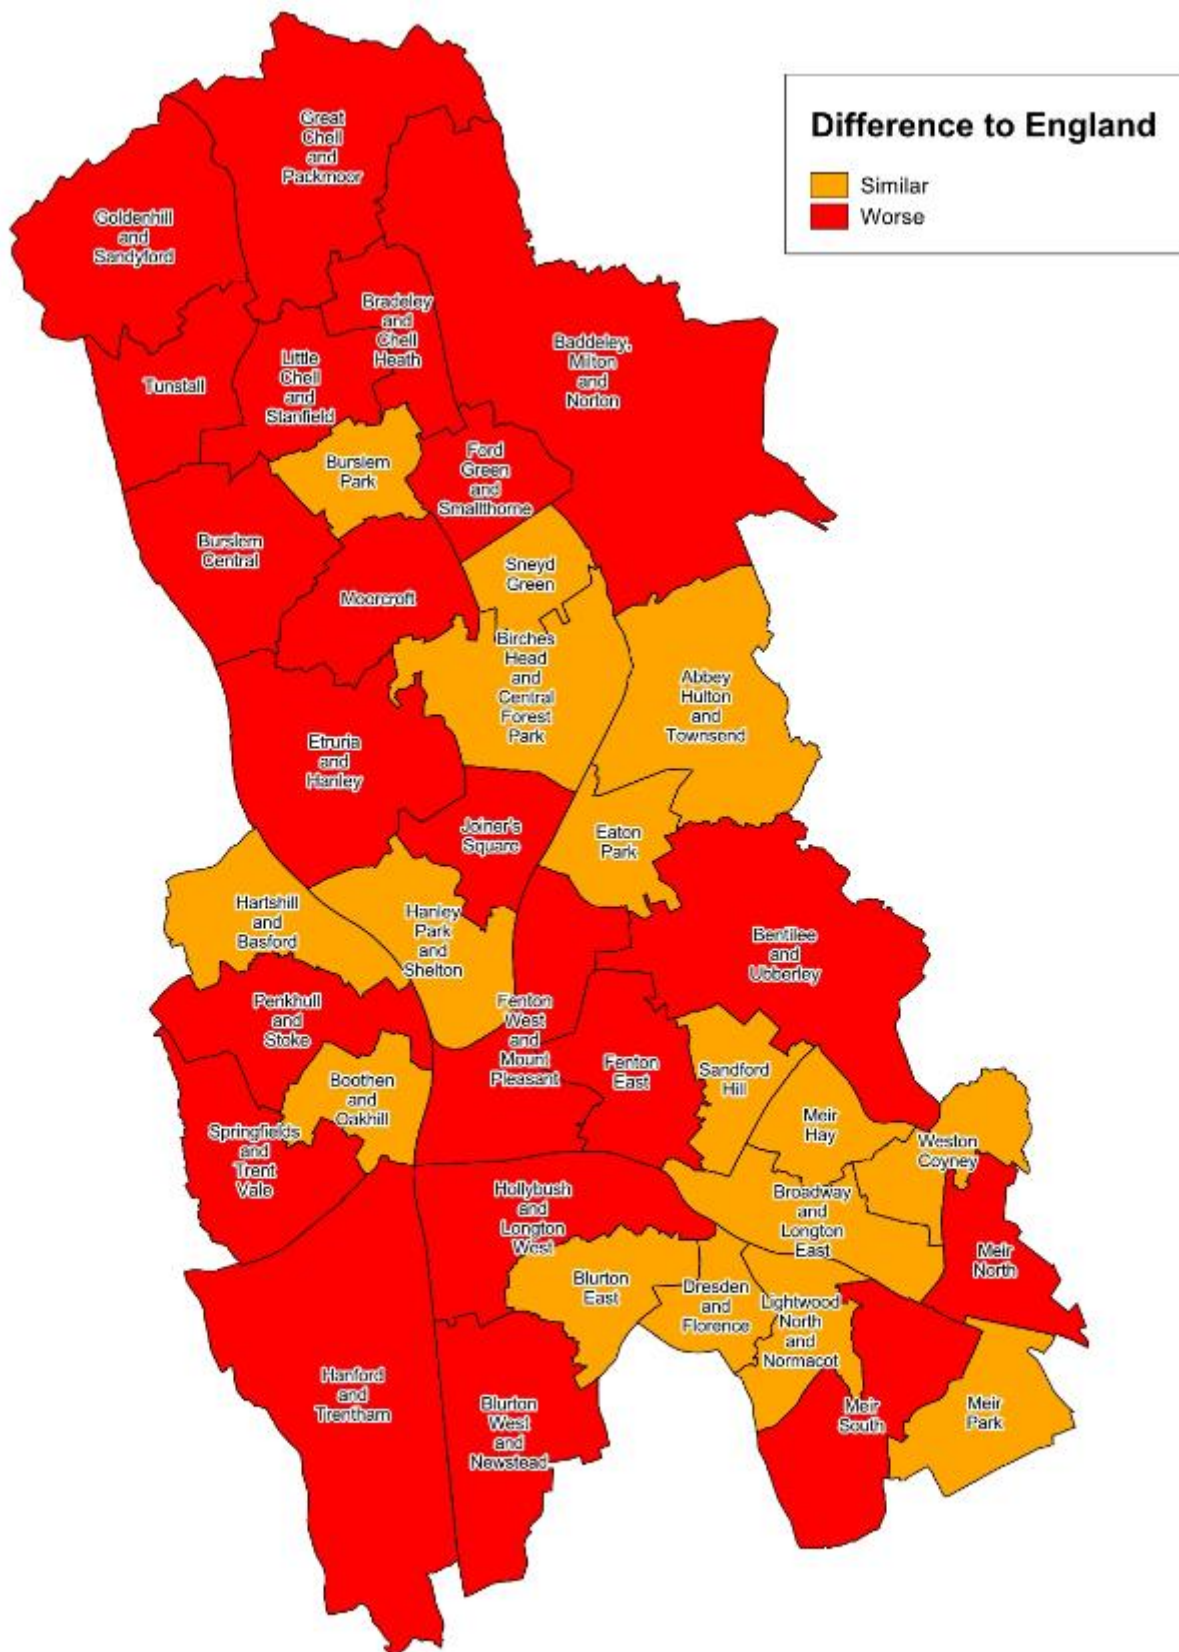 Difference to England
Similar
Worse
Great
Chell
and
Packmoor
Goldenhill
and
Sandyford
Bradeley
and
Chell
Heath
Baddeley,
Milton
and
Norton
Tunstall
Little
Chell
and
Stanfield
Burslem
Park
Ford
Green
and
Smallthorne
Burslem
Central
Sneyd
Green
Moorcroft
Birches
Head
and
Central
Forest
Park
Abbey
Hulton
and
Townsend
Etruria
and
Hanley
Joiner's
Square
Eaton
Park
Hartshill
and
Basford
Hanley
Park
and
Shelton
Bentilee
and
Ubberley
Penkhull
and
Stoke
Fenton
West
and
Mount
Pleasant
Fenton
East
Sandford
Hill
Boothen
and
Oakhill
Meir
Hay
Springfields
and
Trent
Vale
Weston
Coyney
Hollybush
and
Longton
West
Broadway
and
Longton
East
Meir
North
Blurton
East
Dresden
and
Florence
Lightwood
North
and
Normacot
Hanford
and
Trentham
Blurton
West
and
Newstead
Meir
South
Meir
Park